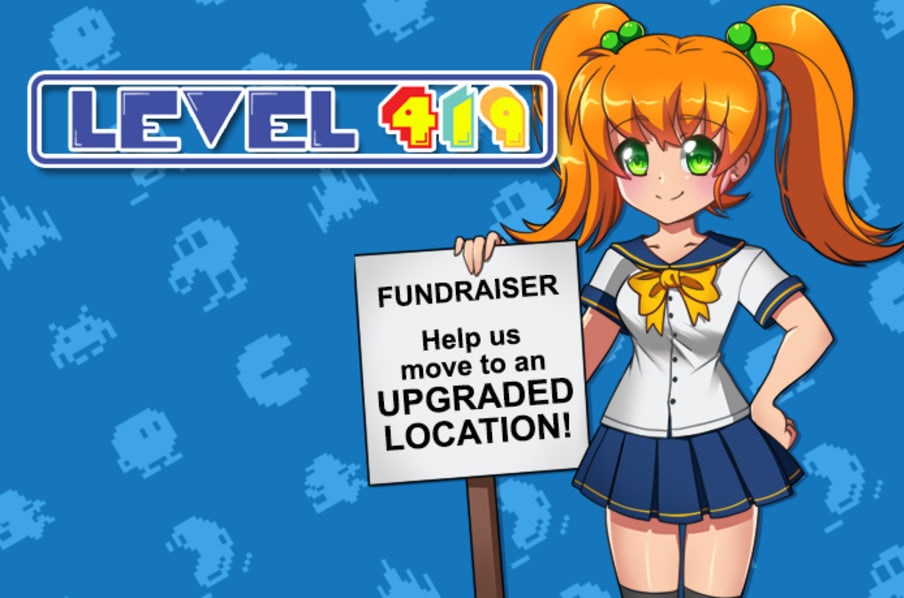 LEVEL 419
FUNDRAISER
Help us
move to an
UPGRADED
LOCATION!